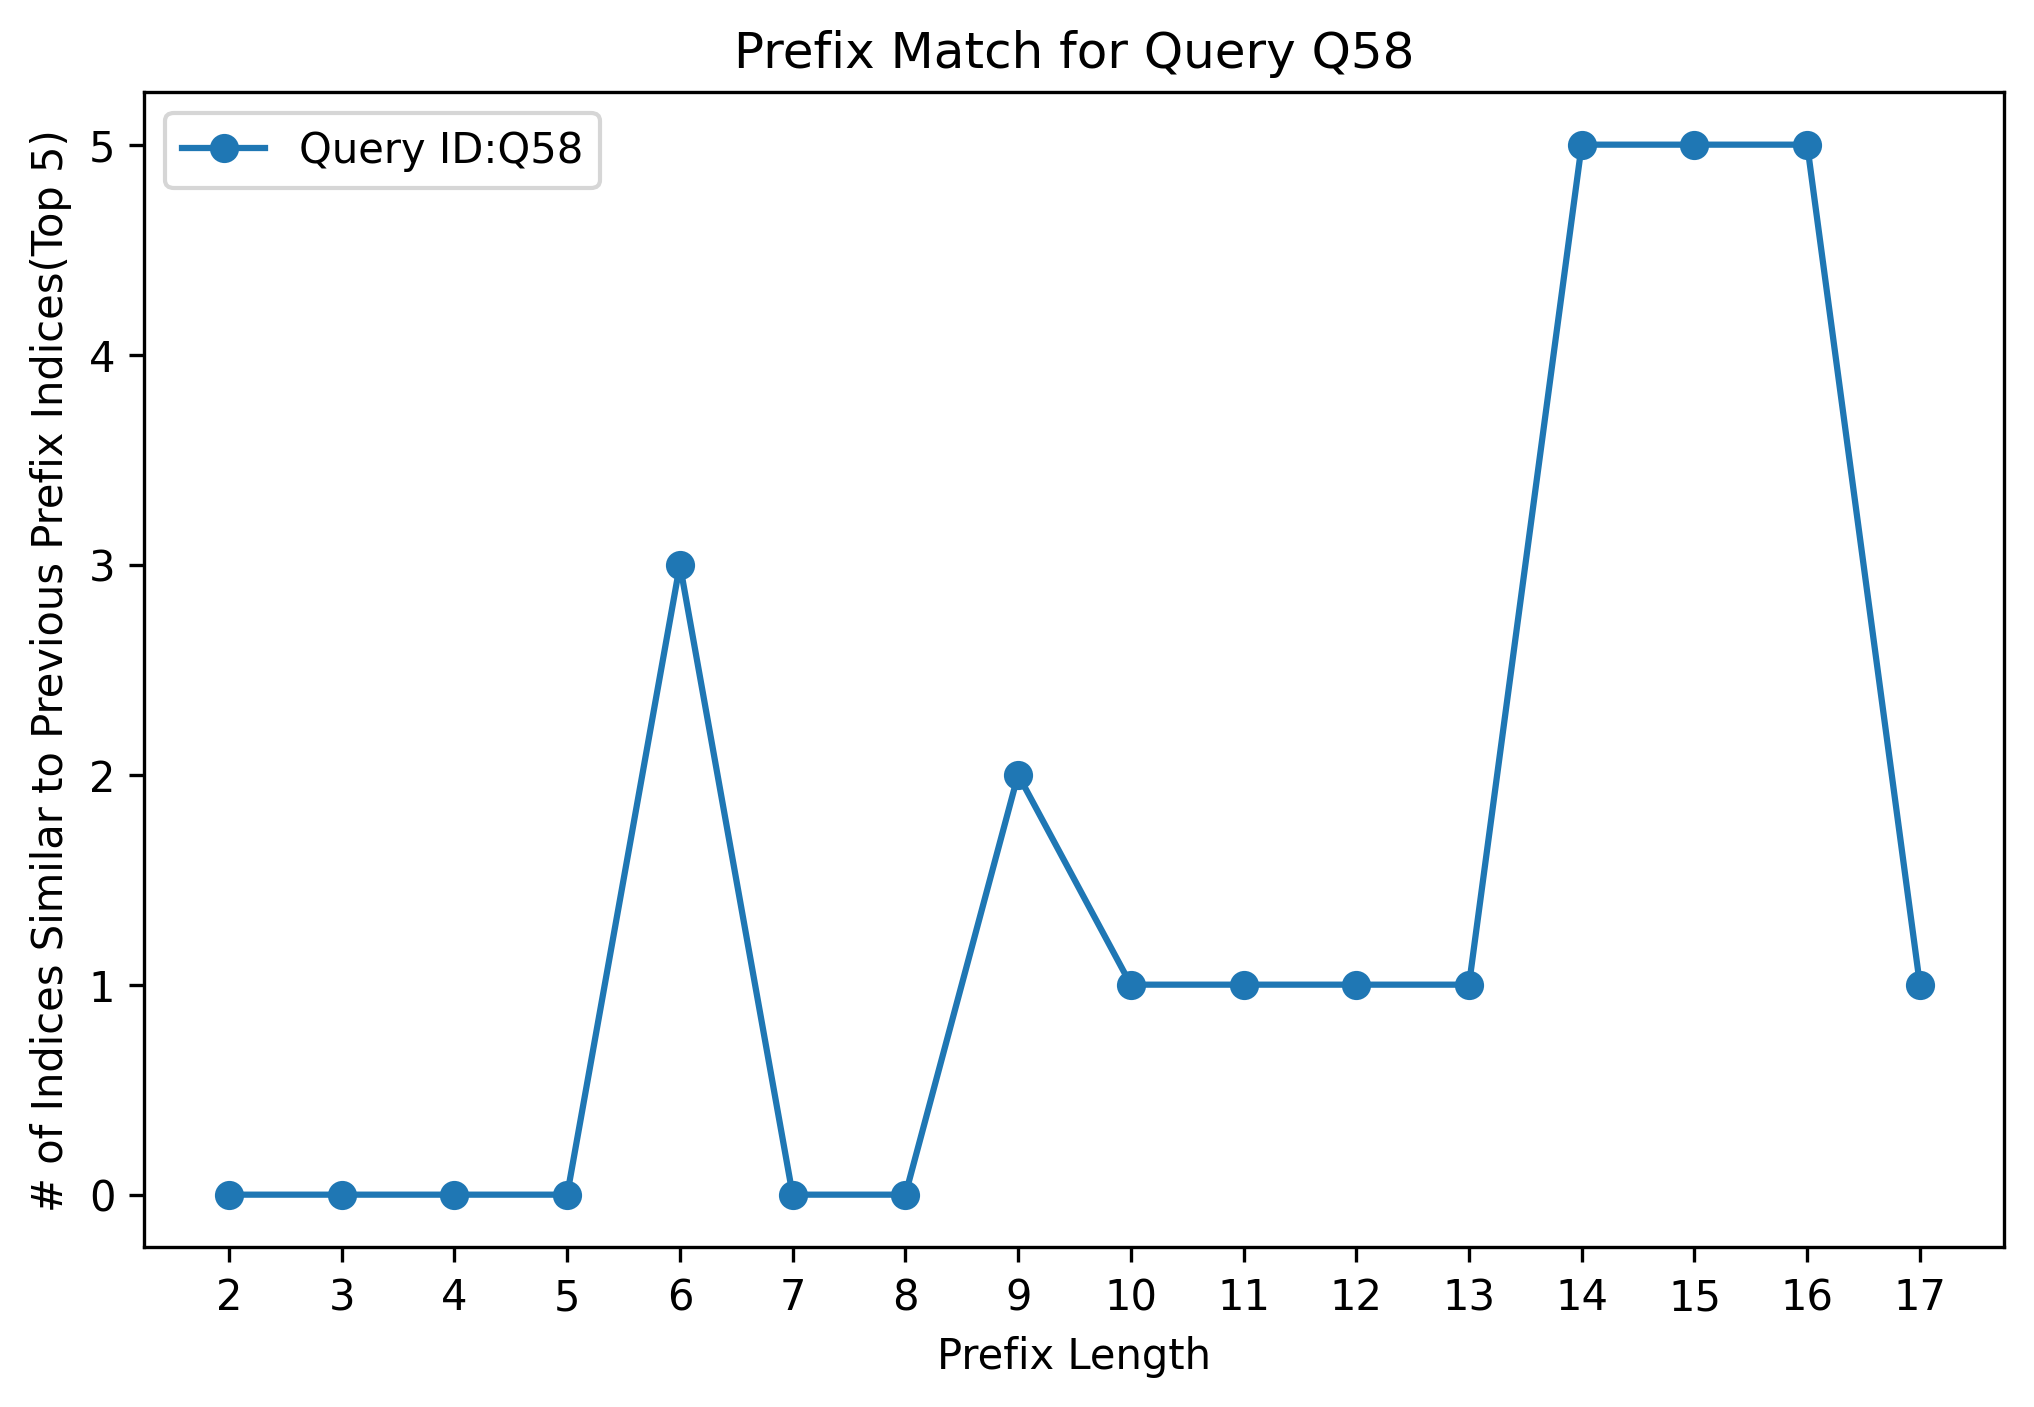 Prefix Match for Query Q58
Query ID:Q58
# of Indices Similar to Previous Prefix Indices(Top 5)
5
4
3
2
1
0
2 3 4 5 6 7 8 9 10 11 12 13 14 15 16 17
Prefix Length